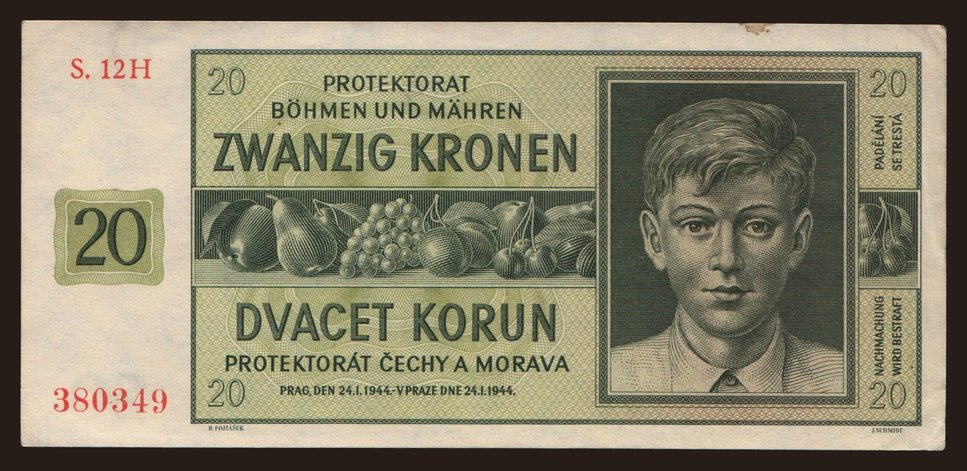 S. 12H
20
380349
20
PROTEKTORAT
BÖHMEN UND MÄHREN
ZWANZIG KRONEN
DVACET KORUN
PROTEKTORÁT ČECHY A MORAVA
PRAG, DEN 24.I.1944.-V PRAZE DNE 24.I.1944.
20
20
PADĚLÁNÍ
SE TRESTÁ
NACHMACHUNG
WIRD BESTRAFT
20
B. FOJTÁŠEK
J. SCHMIDT